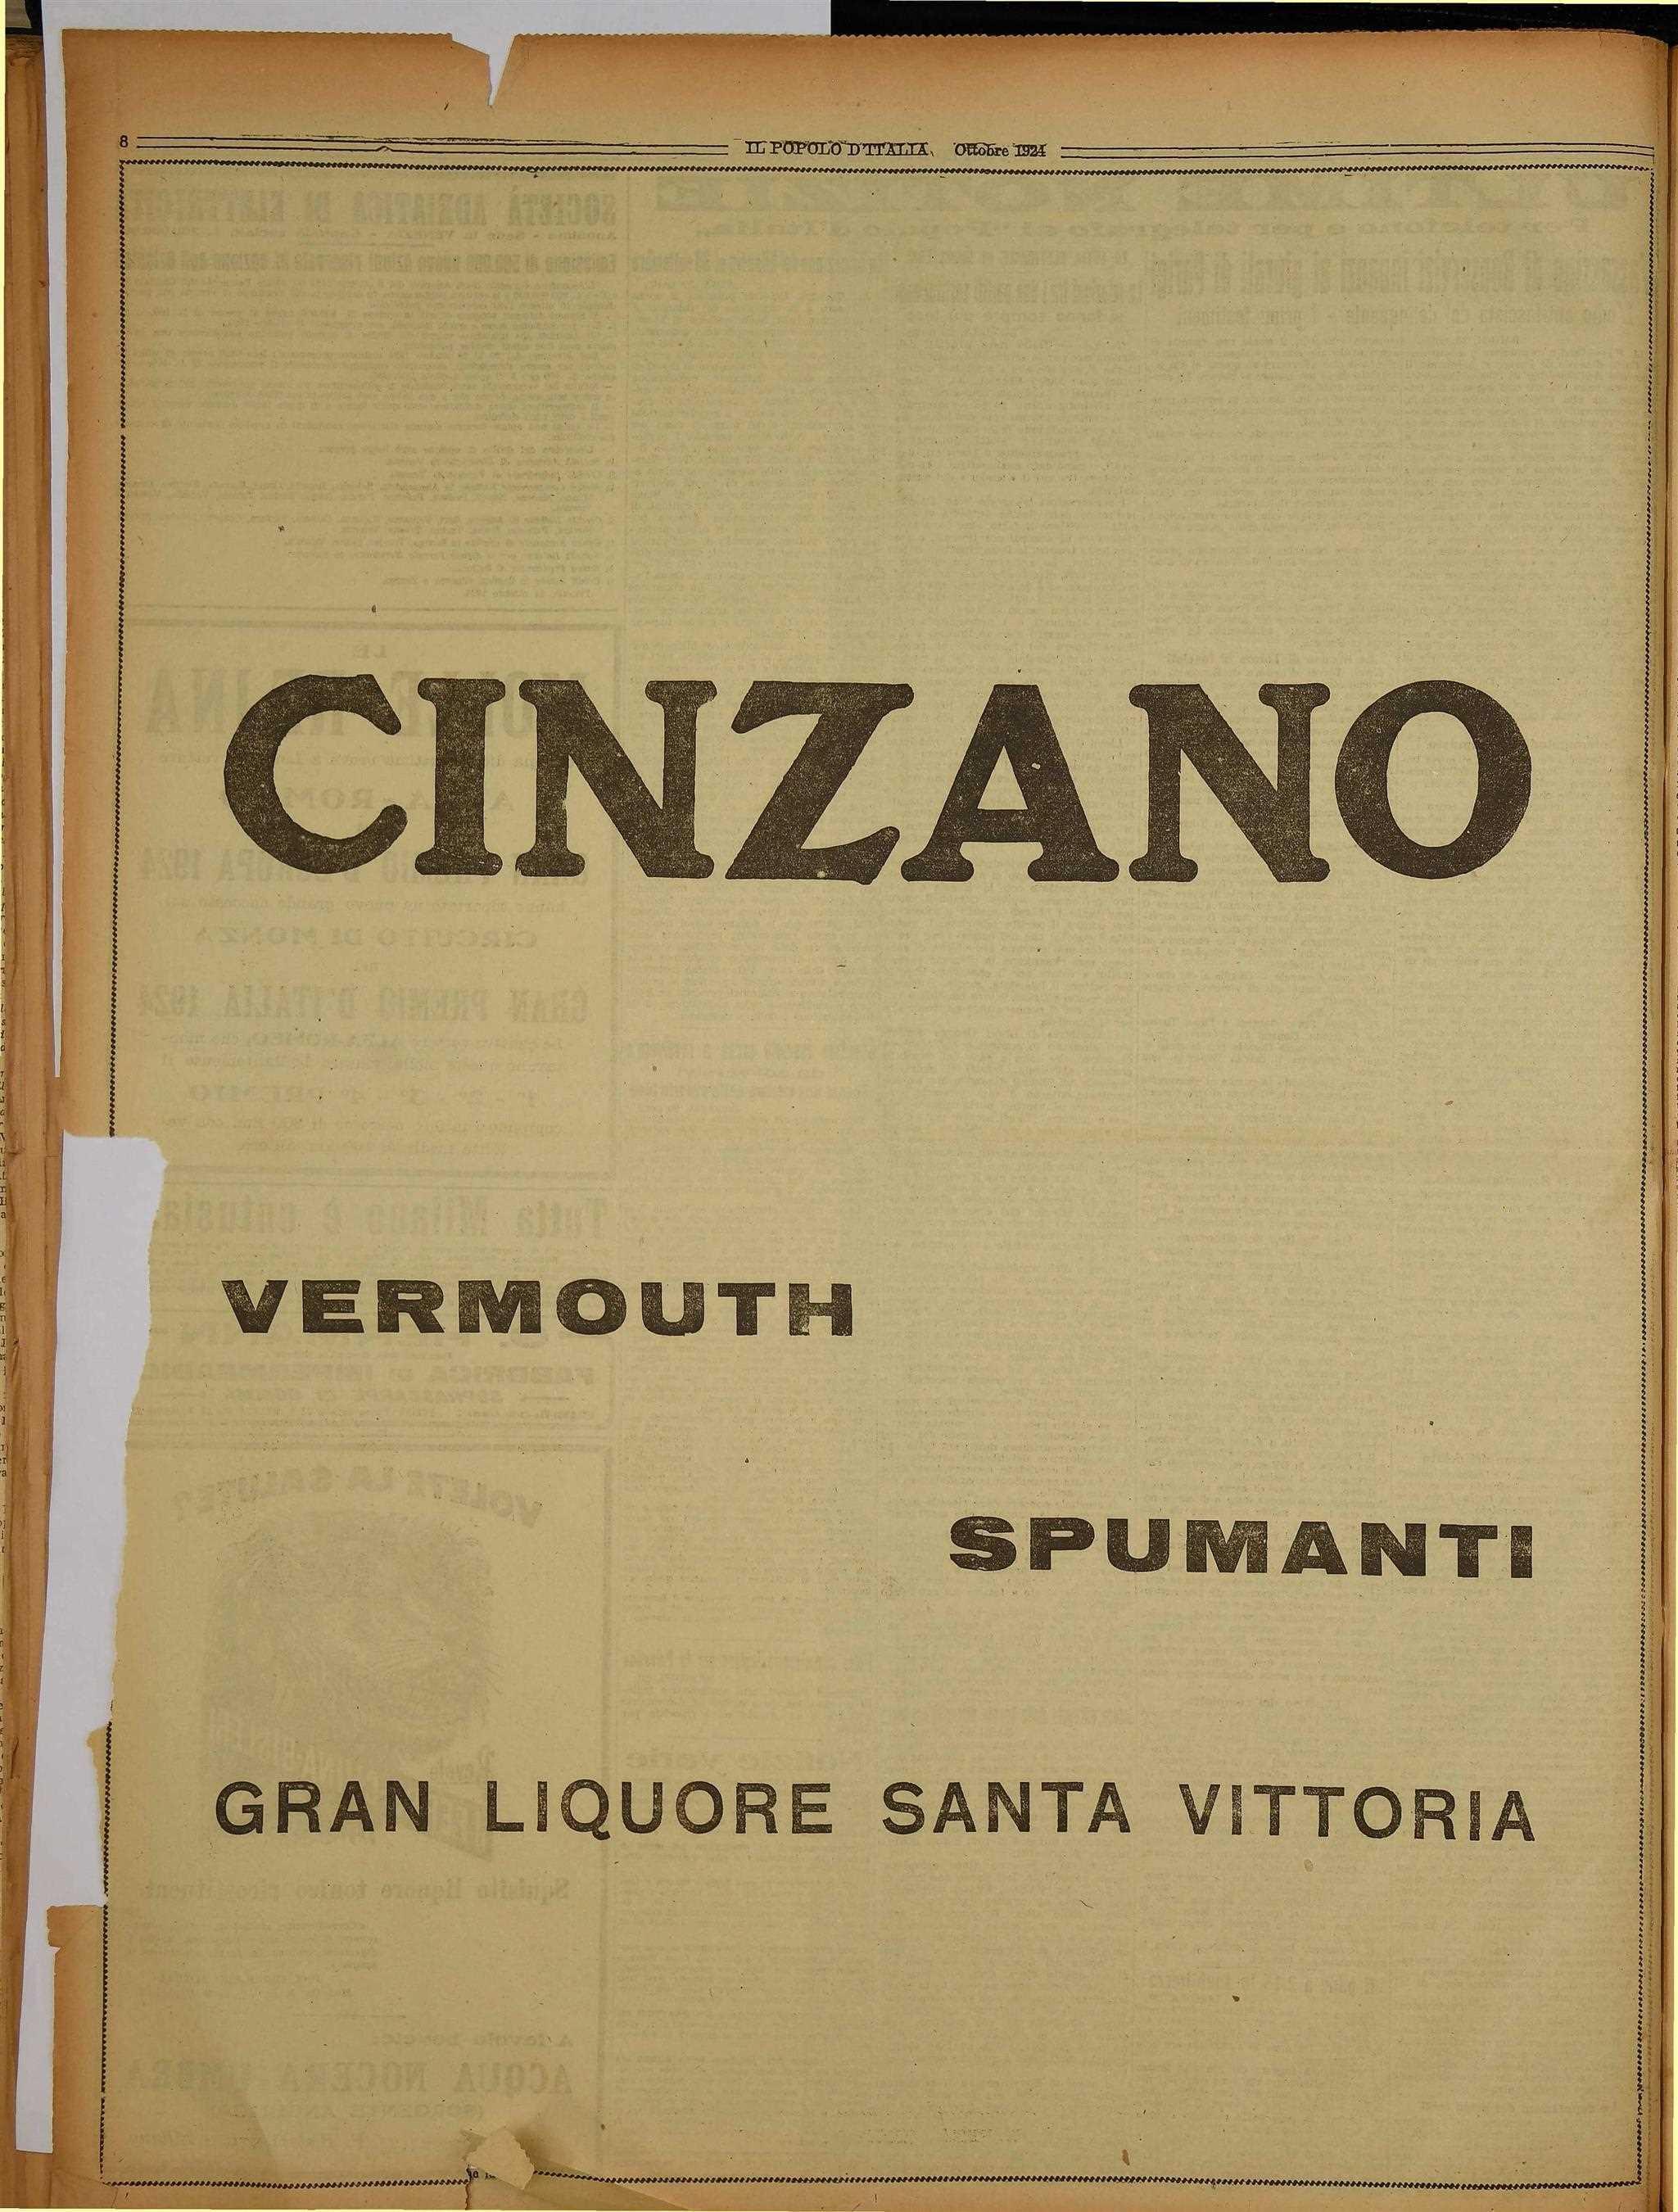 8
IL POPOLO D'ITALIA Ottobre 1924
CINZANO
VERMOUTH
SPUMANTI
GRAN LIQUORE SANTA VITTORIA